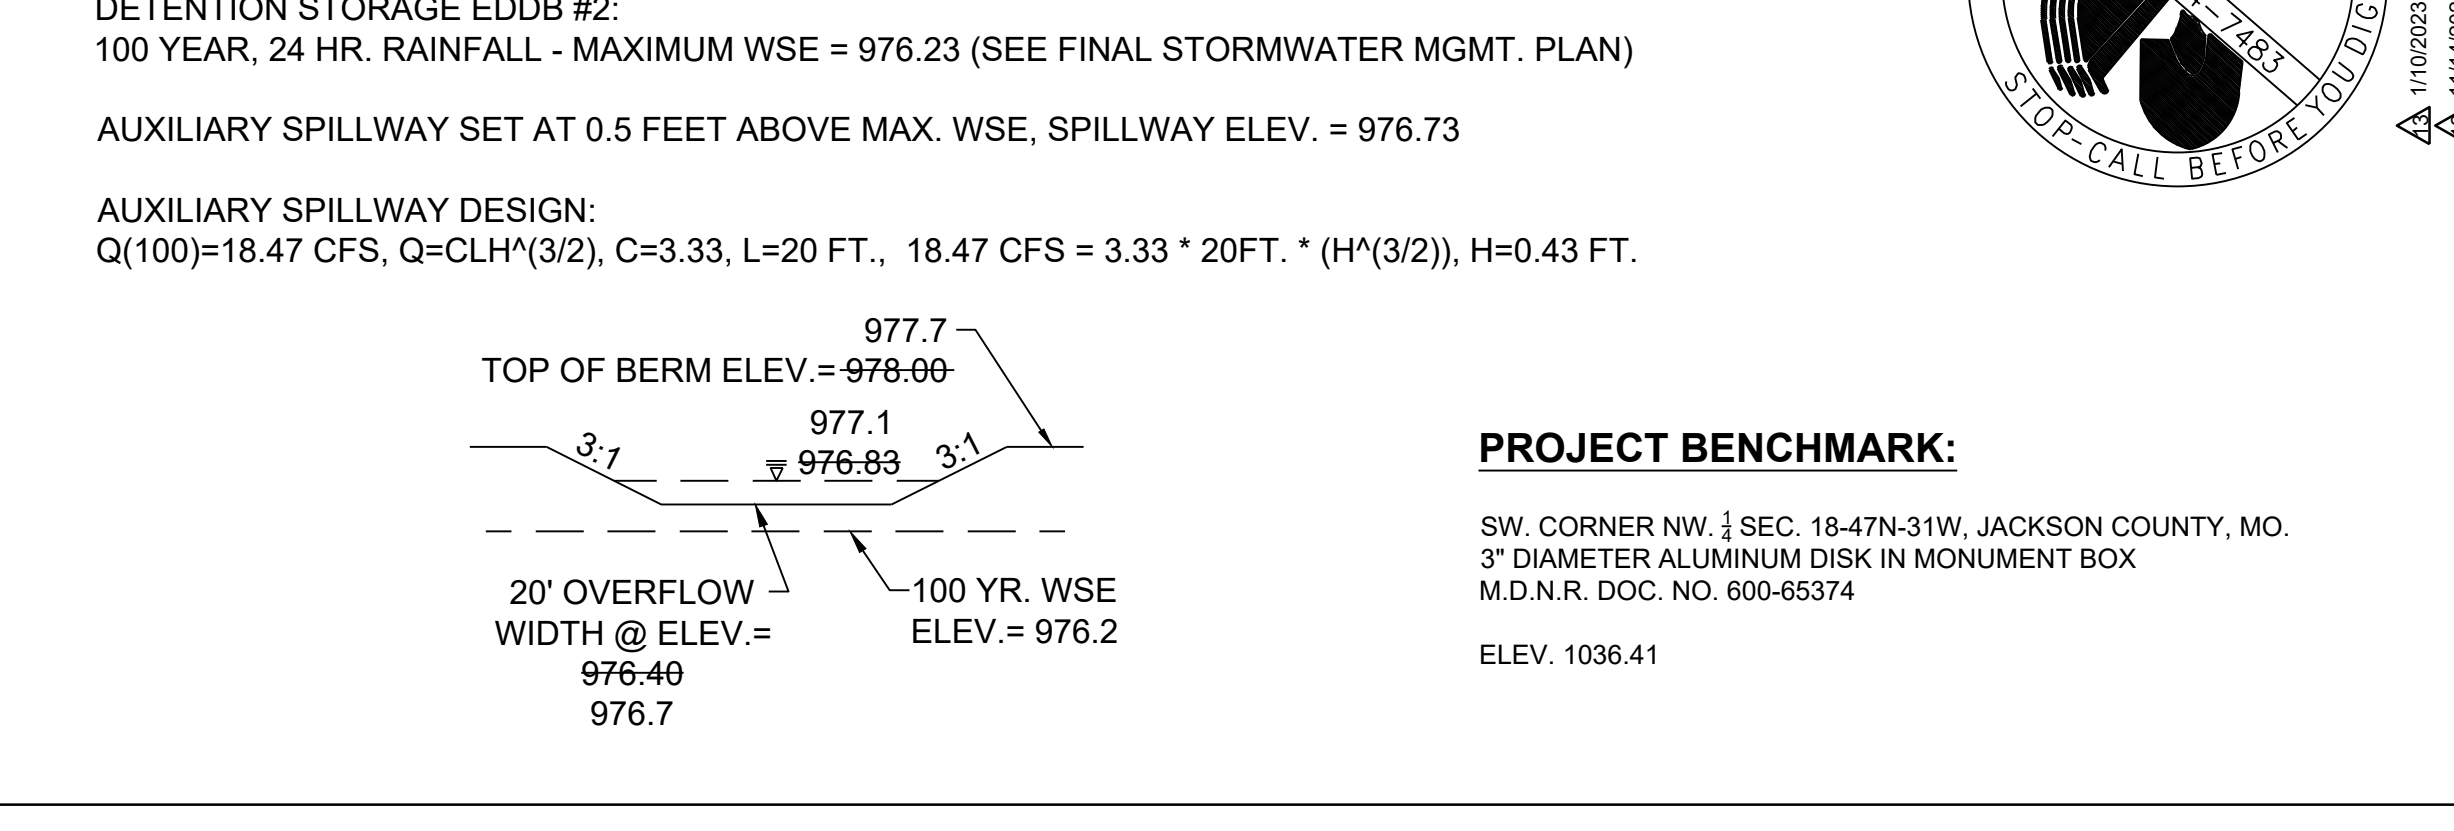 DETENTION STORAGE EDDB #2:
100 YEAR, 24 HR. RAINFALL - MAXIMUM WSE = 976.23 (SEE FINAL STORMWATER MGMT. PLAN)
AUXILIARY SPILLWAY SET AT 0.5 FEET ABOVE MAX. WSE, SPILLWAY ELEV. = 976.73
AUXILIARY SPILLWAY DESIGN:
Q(100)=18.47 CFS, Q=CLH^(3/2), C=3.33, L=20 FT., 18.47 CFS = 3.33 * 20FT. * (H^(3/2)), H=0.43 FT.
977.7
TOP OF BERM ELEV.= 978.00
977.1
976.83
3:1
3:1
20' OVERFLOW
WIDTH @ ELEV.=
976.40
976.7
100 YR. WSE
ELEV.= 976.2
PROJECT BENCHMARK:
SW. CORNER NW. 1/4 SEC. 18-47N-31W, JACKSON COUNTY, MO.
3" DIAMETER ALUMINUM DISK IN MONUMENT BOX
M.D.N.R. DOC. NO. 600-65374
ELEV. 1036.41
-7483
STOP-CALL BEFORE YOU DIG
13 1/10/2023